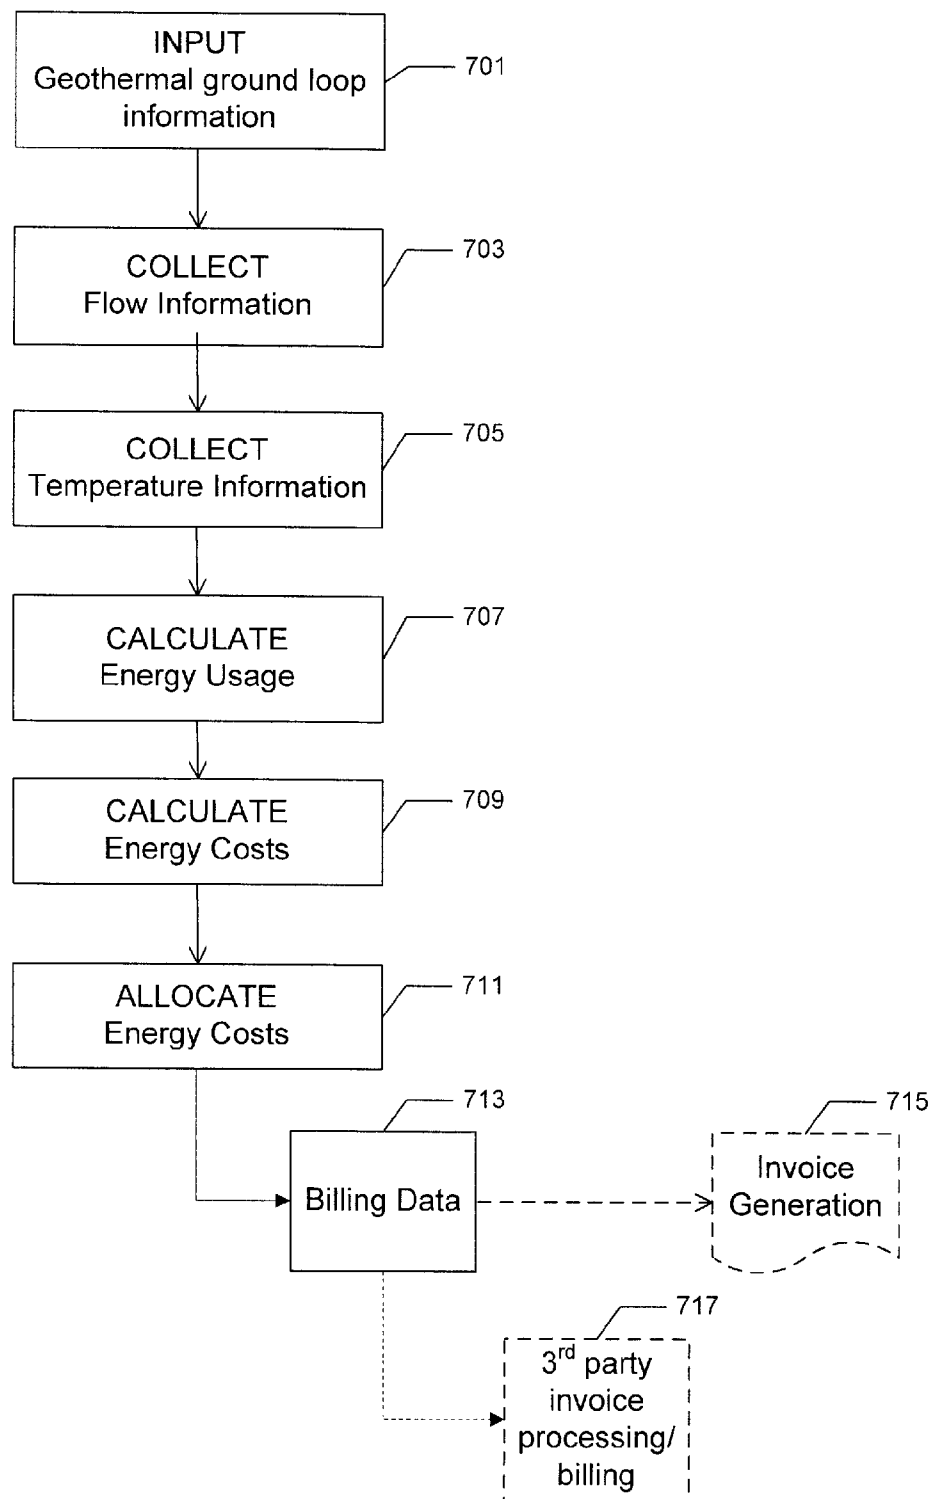 INPUT
Geothermal ground loop
information
701
COLLECT
Flow Information
703
COLLECT
Temperature Information
705
CALCULATE
Energy Usage
707
CALCULATE
Energy Costs
709
ALLOCATE
Energy Costs
711
713
Billing Data
715
Invoice
Generation
717
3rd party
invoice
processing/
billing